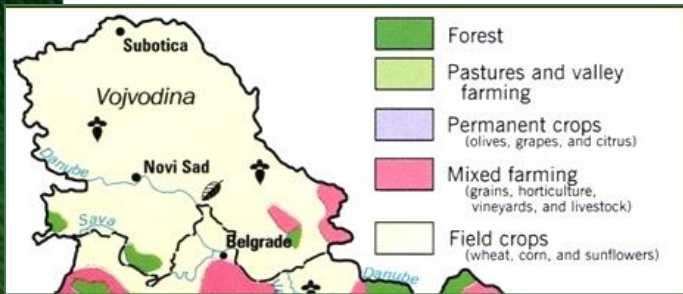 Subotica
Vojvodina
Danube
Novi Sad
Sava
Belgrade
Danube
Forest
Pastures and valley
farming
Permanent crops
(olives, grapes, and citrus)
Mixed farming
(grains, horticulture,
vineyards, and livestock)
Field crops
(wheat, corn, and sunflowers)